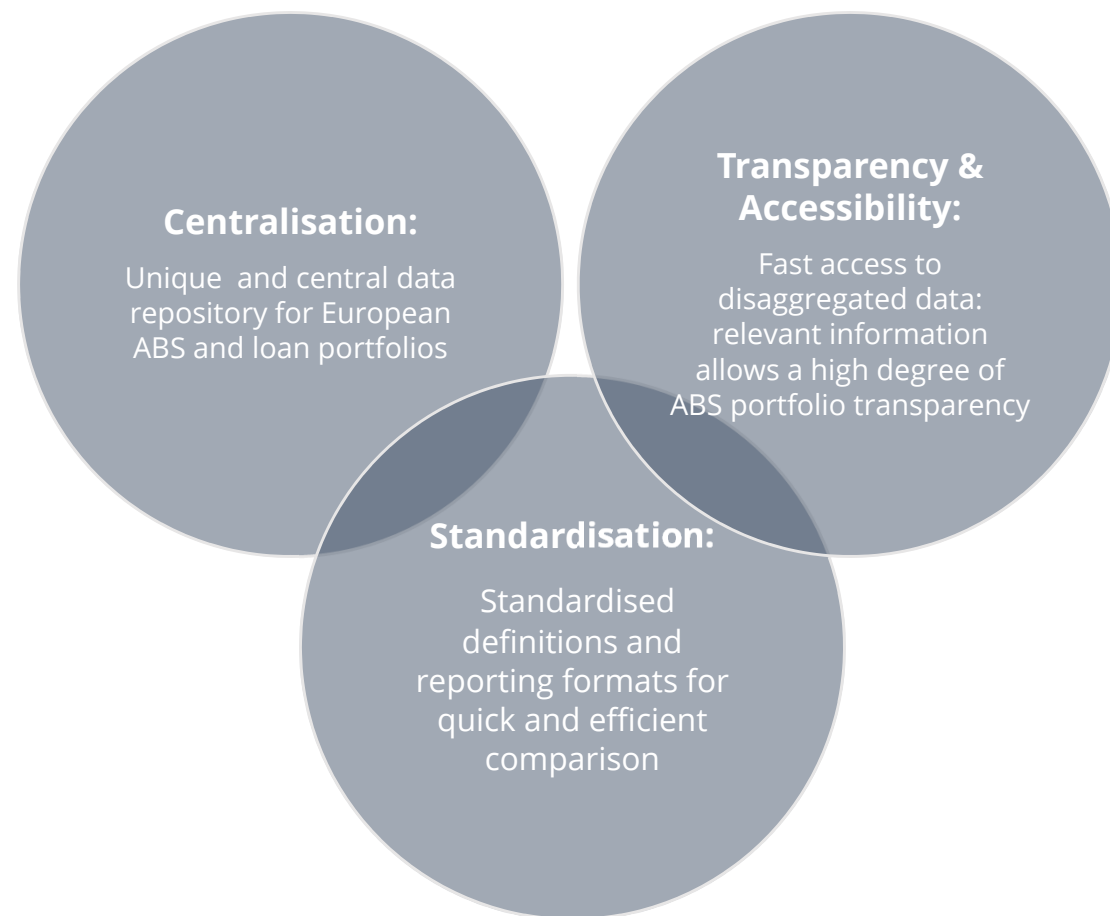 Centralisation:
Unique  and central data
repository for European
ABS and loan portfolios
Transparency &
Accessibility:
Fast access to
disaggregated data:
relevant information
allows a high degree of
ABS portfolio transparency
Standardisation:
Standardised
definitions and
reporting formats for
quick and efficient
comparison